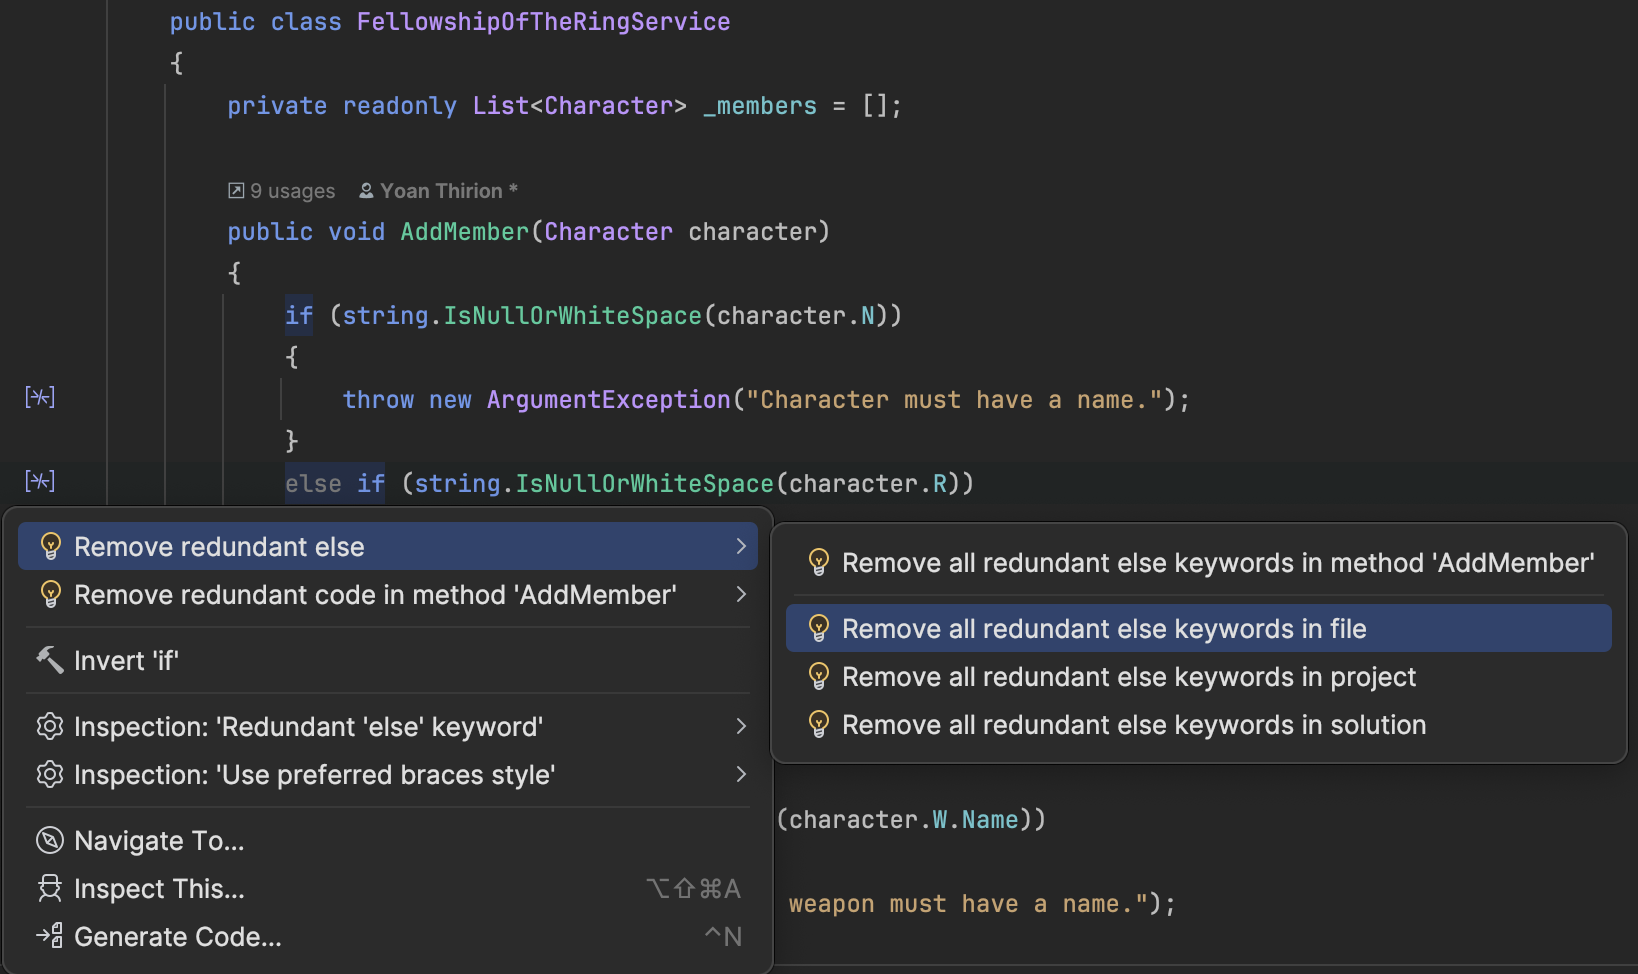 public class FellowshipOfTheRingService
{
private readonly List<Character> _members = [];
9 usages Yoan Thirion *
public void AddMember(Character character)
{
if (string.IsNullOrWhiteSpace(character.N))
{
throw new ArgumentException("Character must have a name.");
}
else if (string.IsNullOrWhiteSpace(character.R))
Remove redundant else
Remove redundant code in method 'AddMember'
Invert 'if'
Inspection: 'Redundant 'else' keyword'
Inspection: 'Use preferred braces style'
Navigate To...
Inspect This... ⌥⇧⌘A
Generate Code... ^N
Remove all redundant else keywords in method 'AddMember'
Remove all redundant else keywords in file
Remove all redundant else keywords in project
Remove all redundant else keywords in solution
(character.W.Name))
weapon must have a name.");